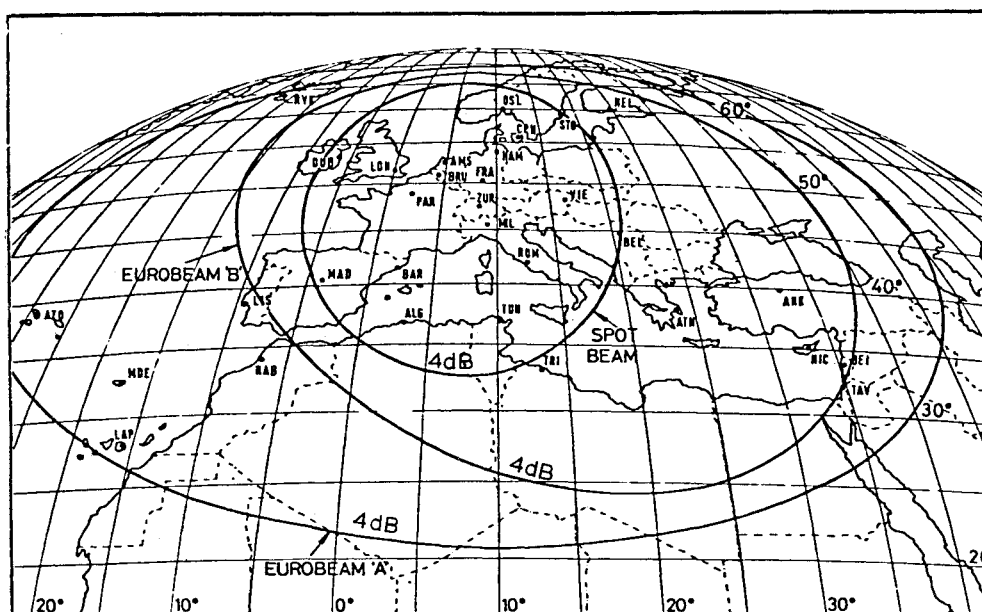 RYK
OSL
HEL
60°
STO
CPN
DUB
LON
HAM
AMS
FRA
BRU
50°
PAR
ZUR
VIE
MIL
BEL
ROM
EUROBEAM 'B'
MAD
BAR
40°
ANK
LIS
AZO
ALG
TUN
ATH
SPOT
BEAM
4dB
RAB
TRI
NIC
BEI
MDE
TAV
30°
LAP
4dB
4dB
EUROBEAM 'A'
20
20°
10°
0°
10°
20°
30°